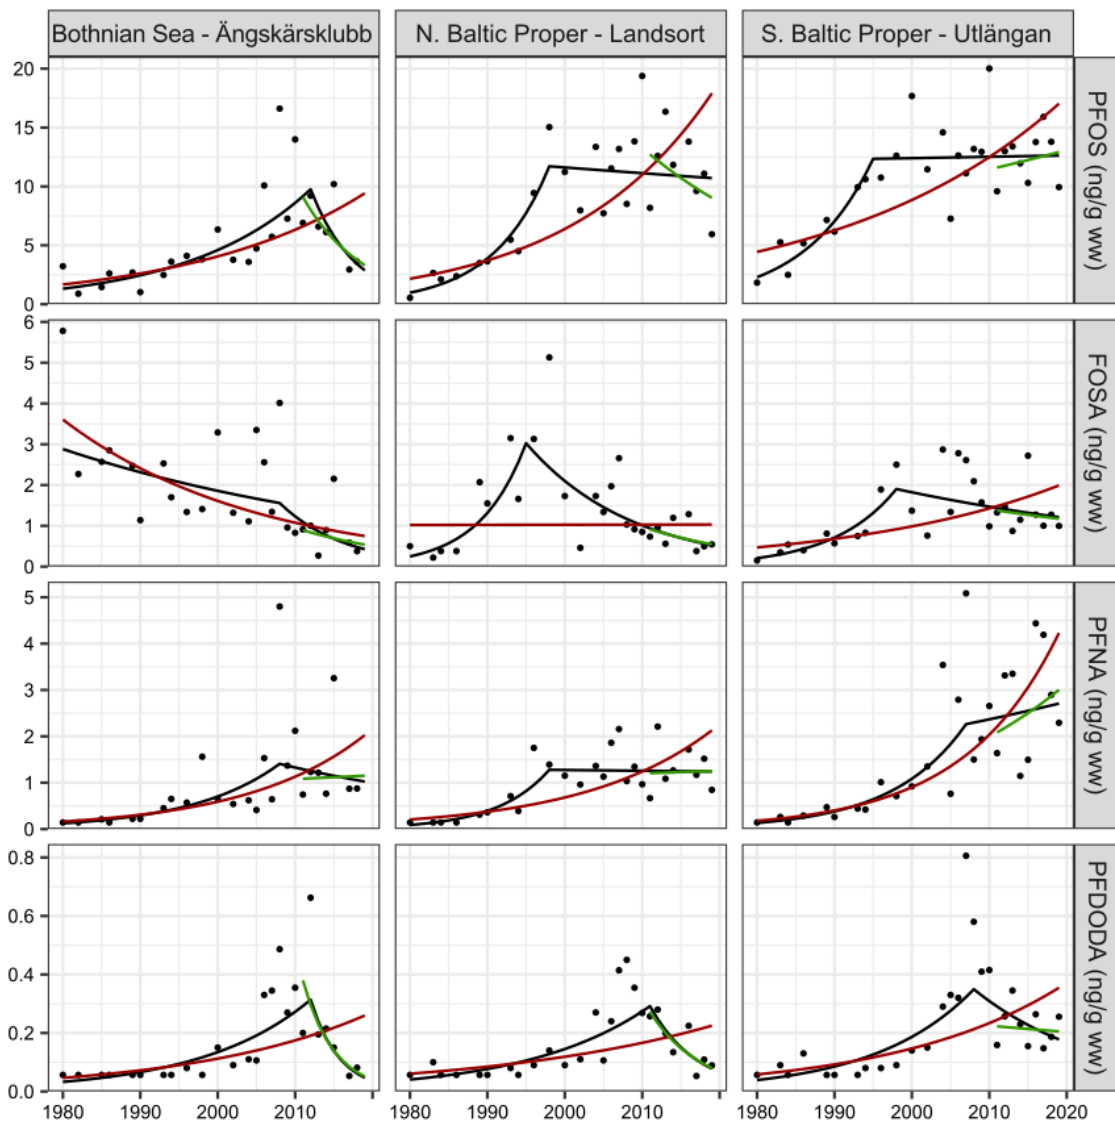 Bothnian Sea - Ängskärsklubb
N. Baltic Proper - Landsort
S. Baltic Proper - Utlängan
20
15
10
5
0
PFOS (ng/g ww)
6
5
4
3
2
1
0
FOSA (ng/g ww)
5
4
3
2
1
0
PFNA (ng/g ww)
0.8
0.6
0.4
0.2
0.0
PFDODA (ng/g ww)
1980 1990 2000 2010
1980 1990 2000 2010
1980 1990 2000 2010 2020